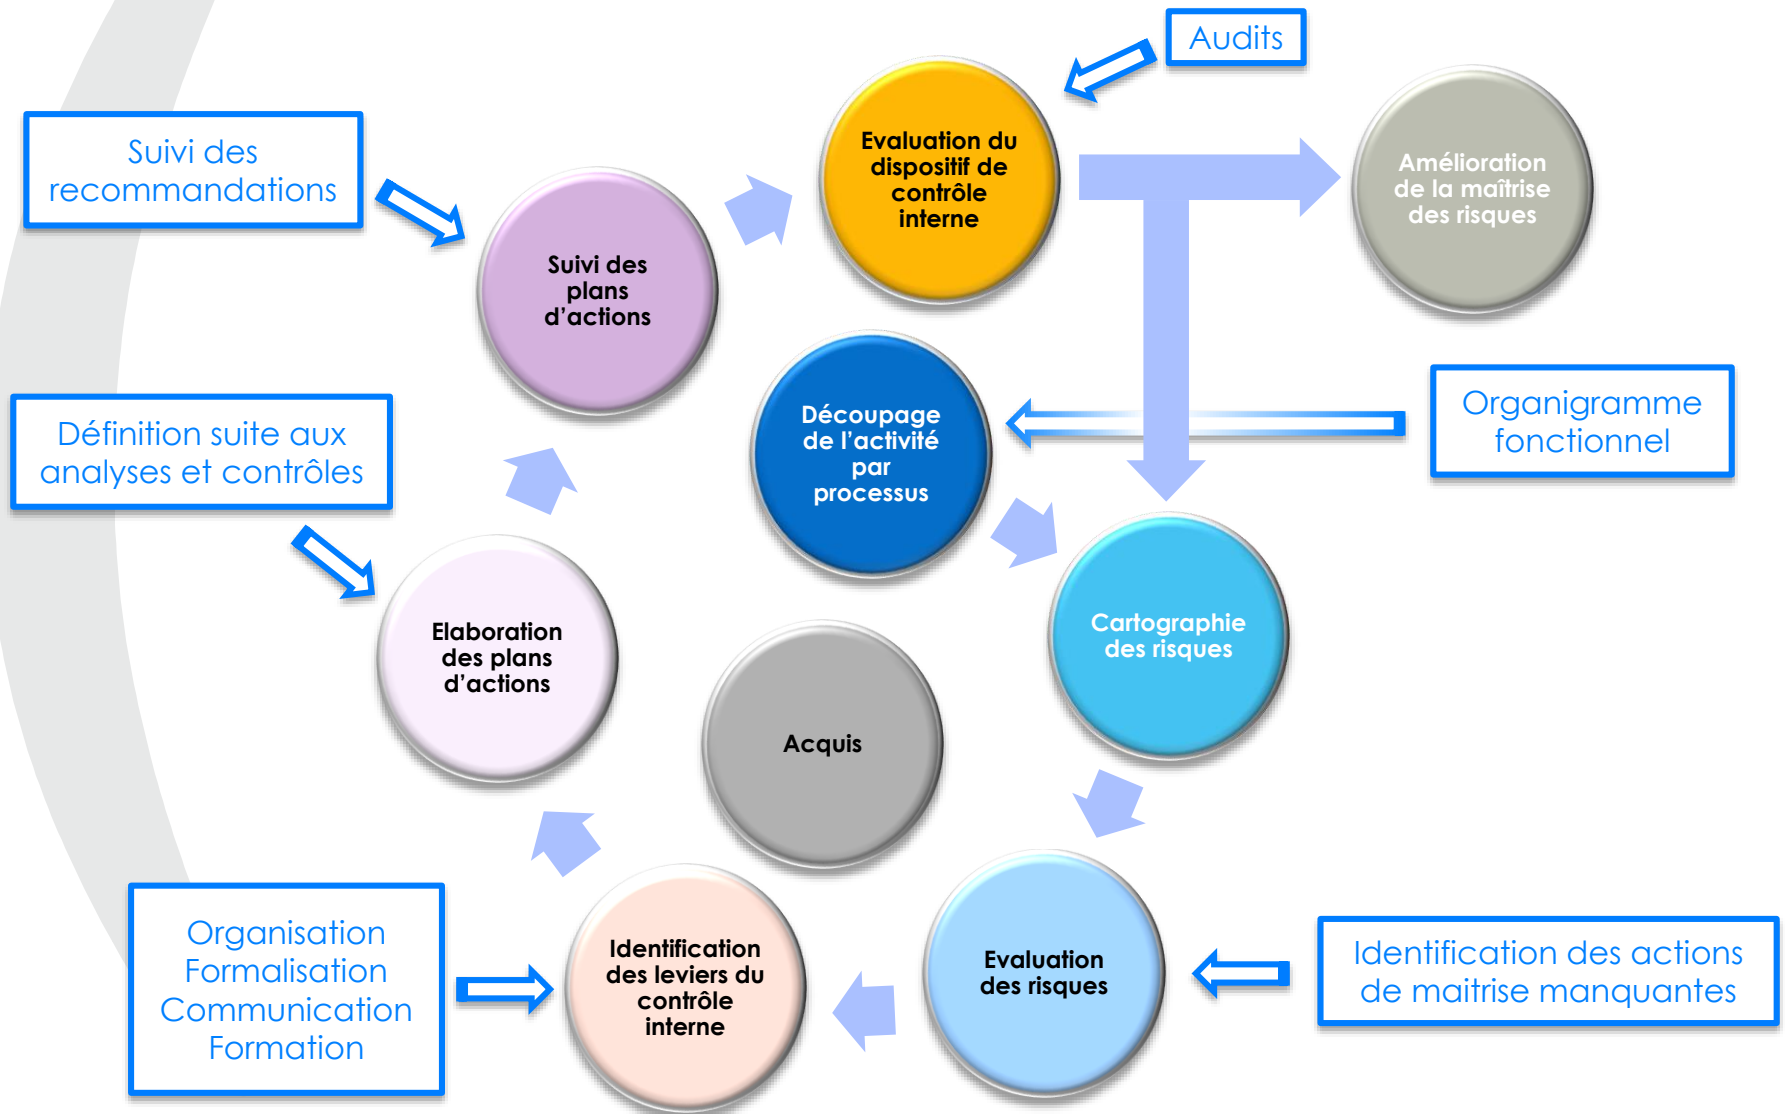 Audits
Evaluation du
dispositif de
contrôle
interne
Amélioration
de la maîtrise
des risques
Suivi des
recommandations
Suivi des
plans
d’actions
Découpage
de l’activité
par
processus
Organigramme
fonctionnel
Définition suite aux
analyses et contrôles
Elaboration
des plans
d’actions
Cartographie
des risques
Acquis
Organisation
Formalisation
Communication
Formation
Identification
des leviers du
contrôle
interne
Evaluation
des risques
Identification des actions
de maitrise manquantes